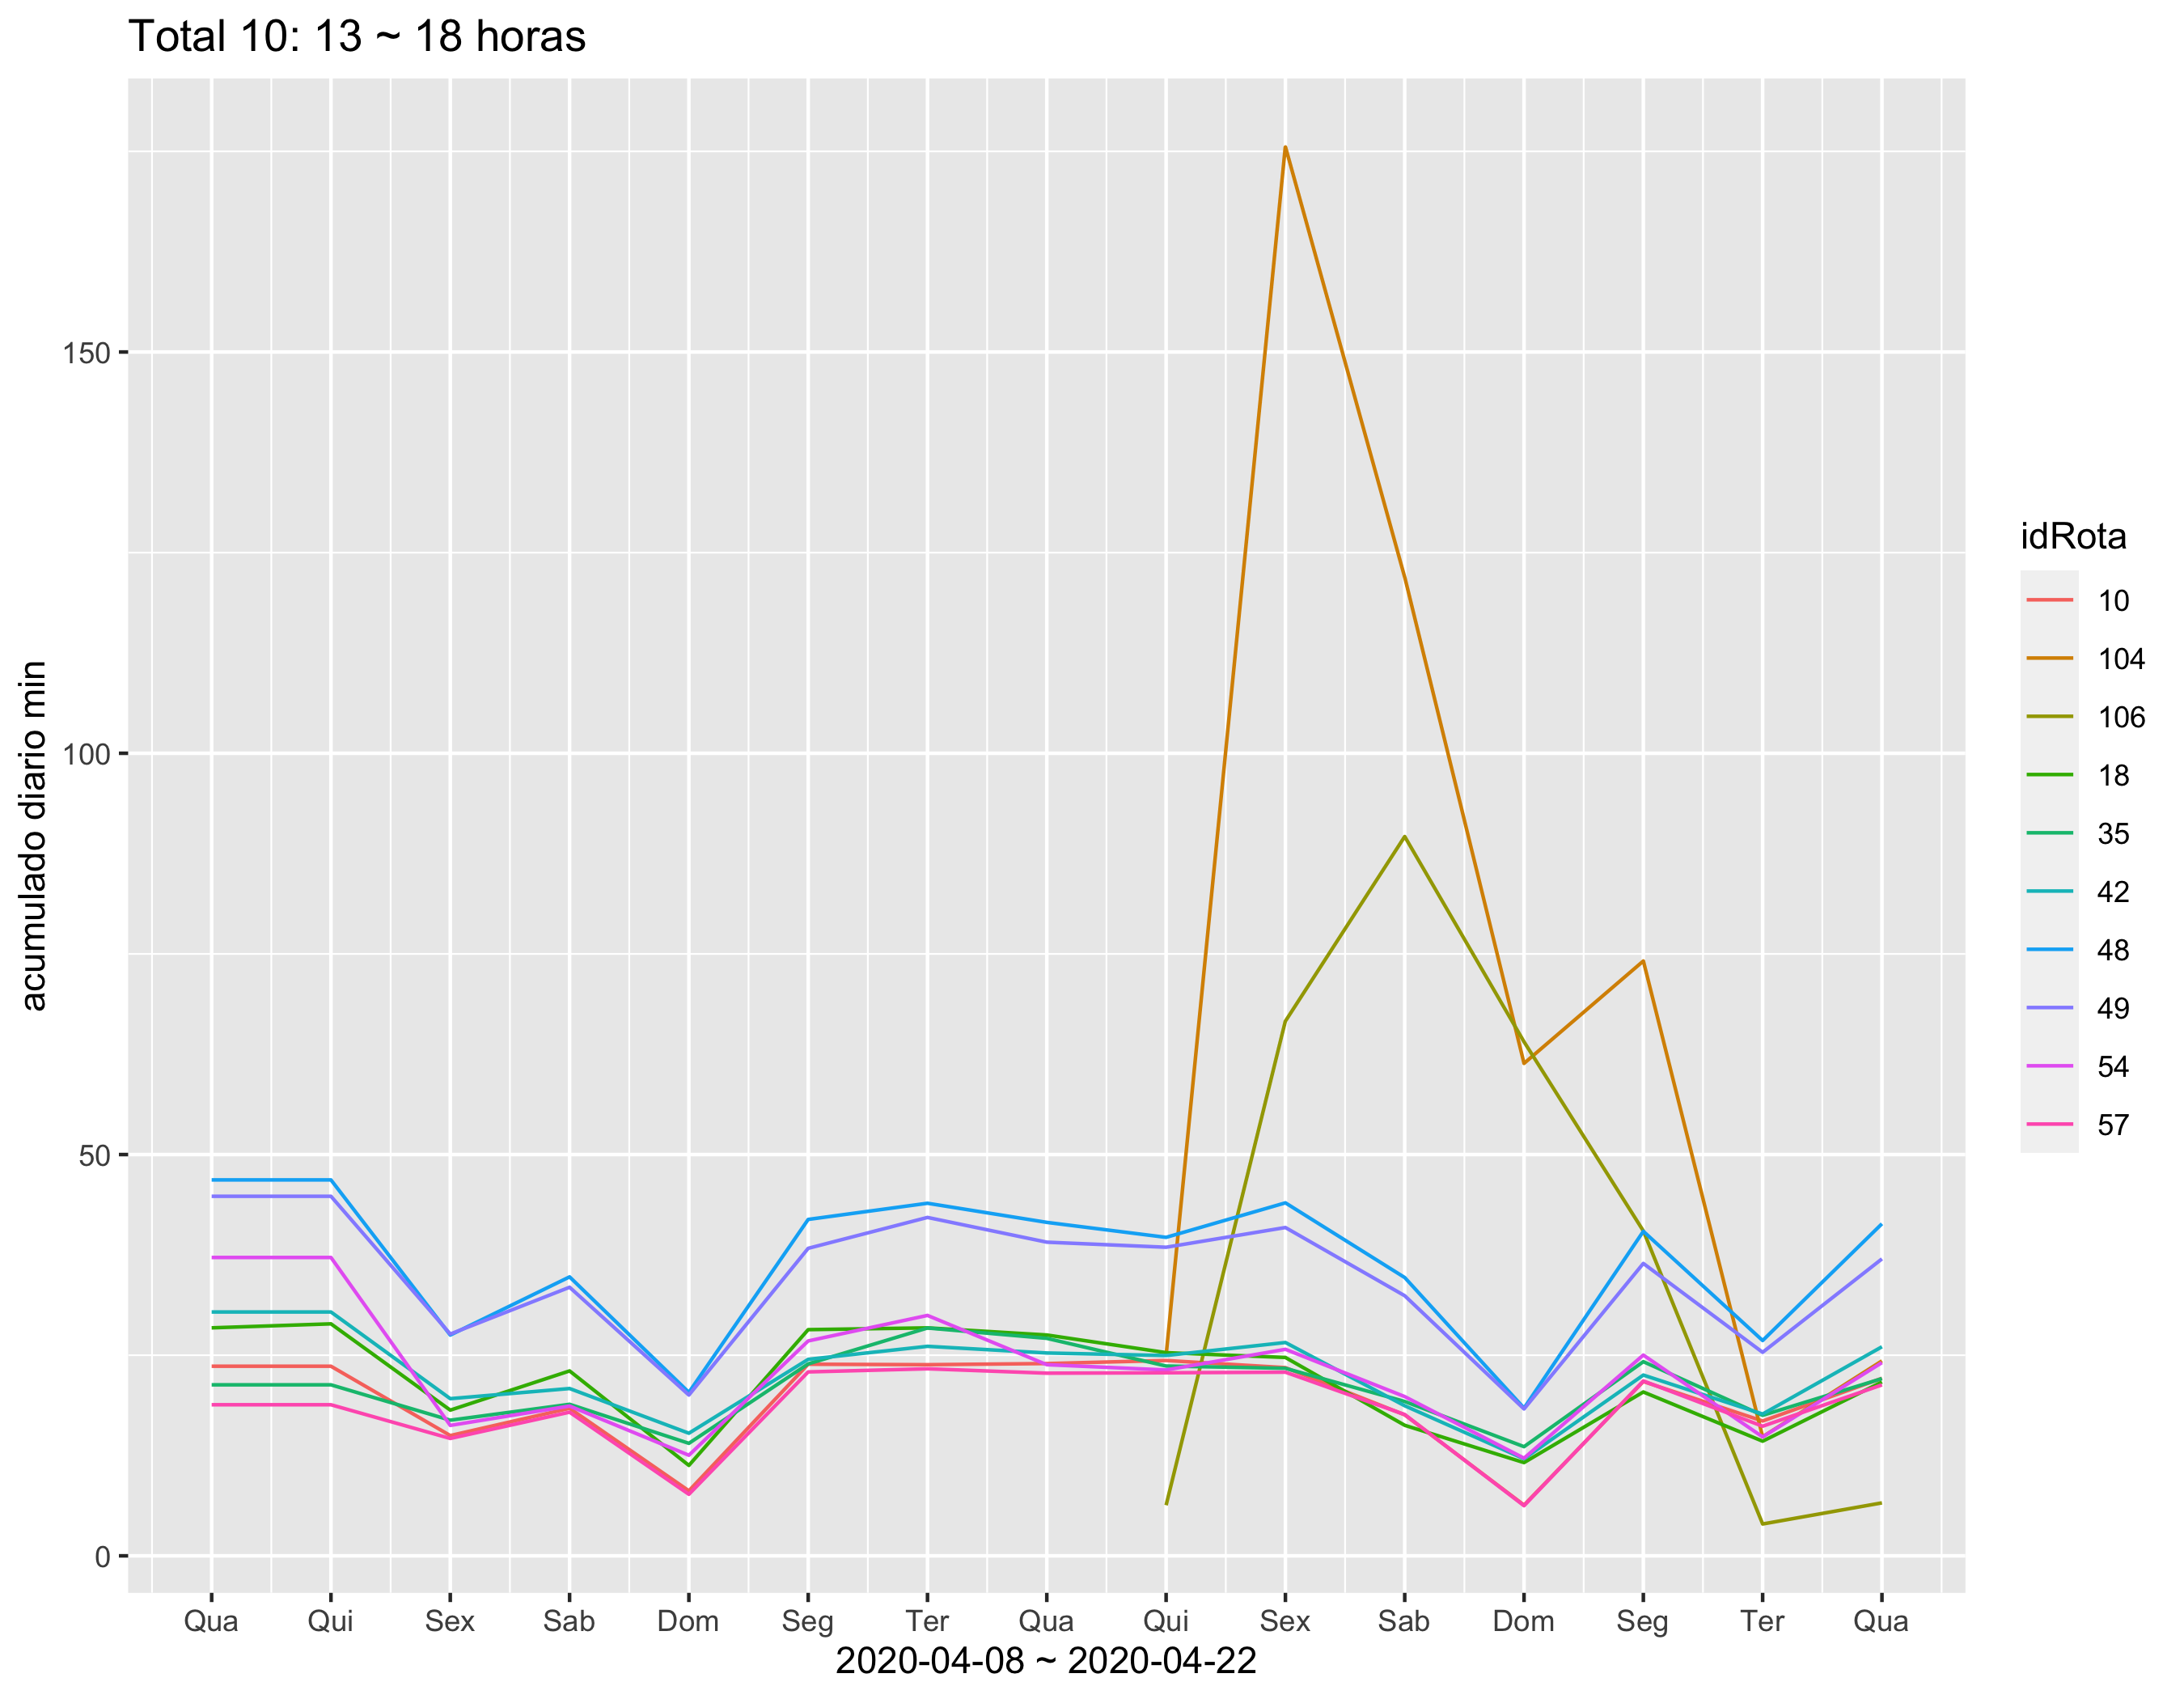 Total 10: 13 ~ 18 horas
acumulado diario min
150
100
50
0
Qua Qui Sex Sab Dom Seg Ter Qua Qui Sex Sab Dom Seg Ter Qua
2020-04-08 ~ 2020-04-22
idRota
10
104
106
18
35
42
48
49
54
57